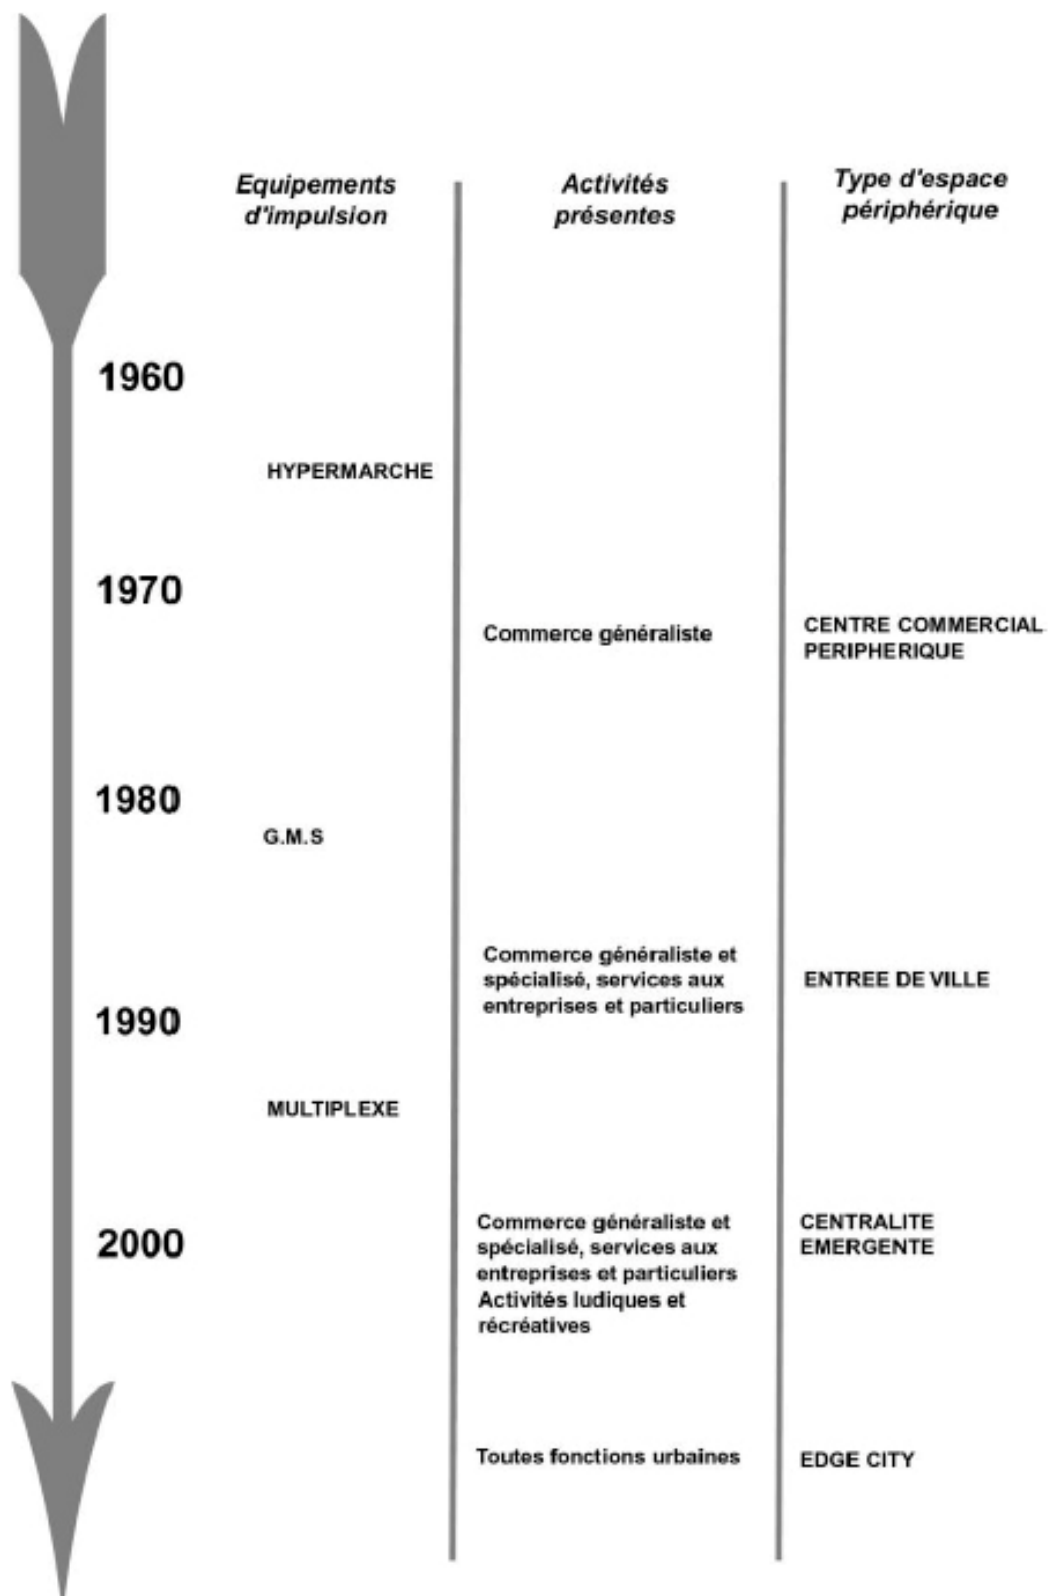 Equipements
d'impulsion
Activités
présentes
Type d'espace
périphérique
1960
HYPERMARCHE
1970
Commerce généraliste
CENTRE COMMERCIAL
PERIPHERIQUE
1980
G.M.S
Commerce généraliste et
spécialisé, services aux
entreprises et particuliers
ENTREE DE VILLE
1990
MULTIPLEXE
2000
Commerce généraliste et
spécialisé, services aux
entreprises et particuliers
Activités ludiques et
récréatives
CENTRALITE
EMERGENTE
Toutes fonctions urbaines
EDGE CITY